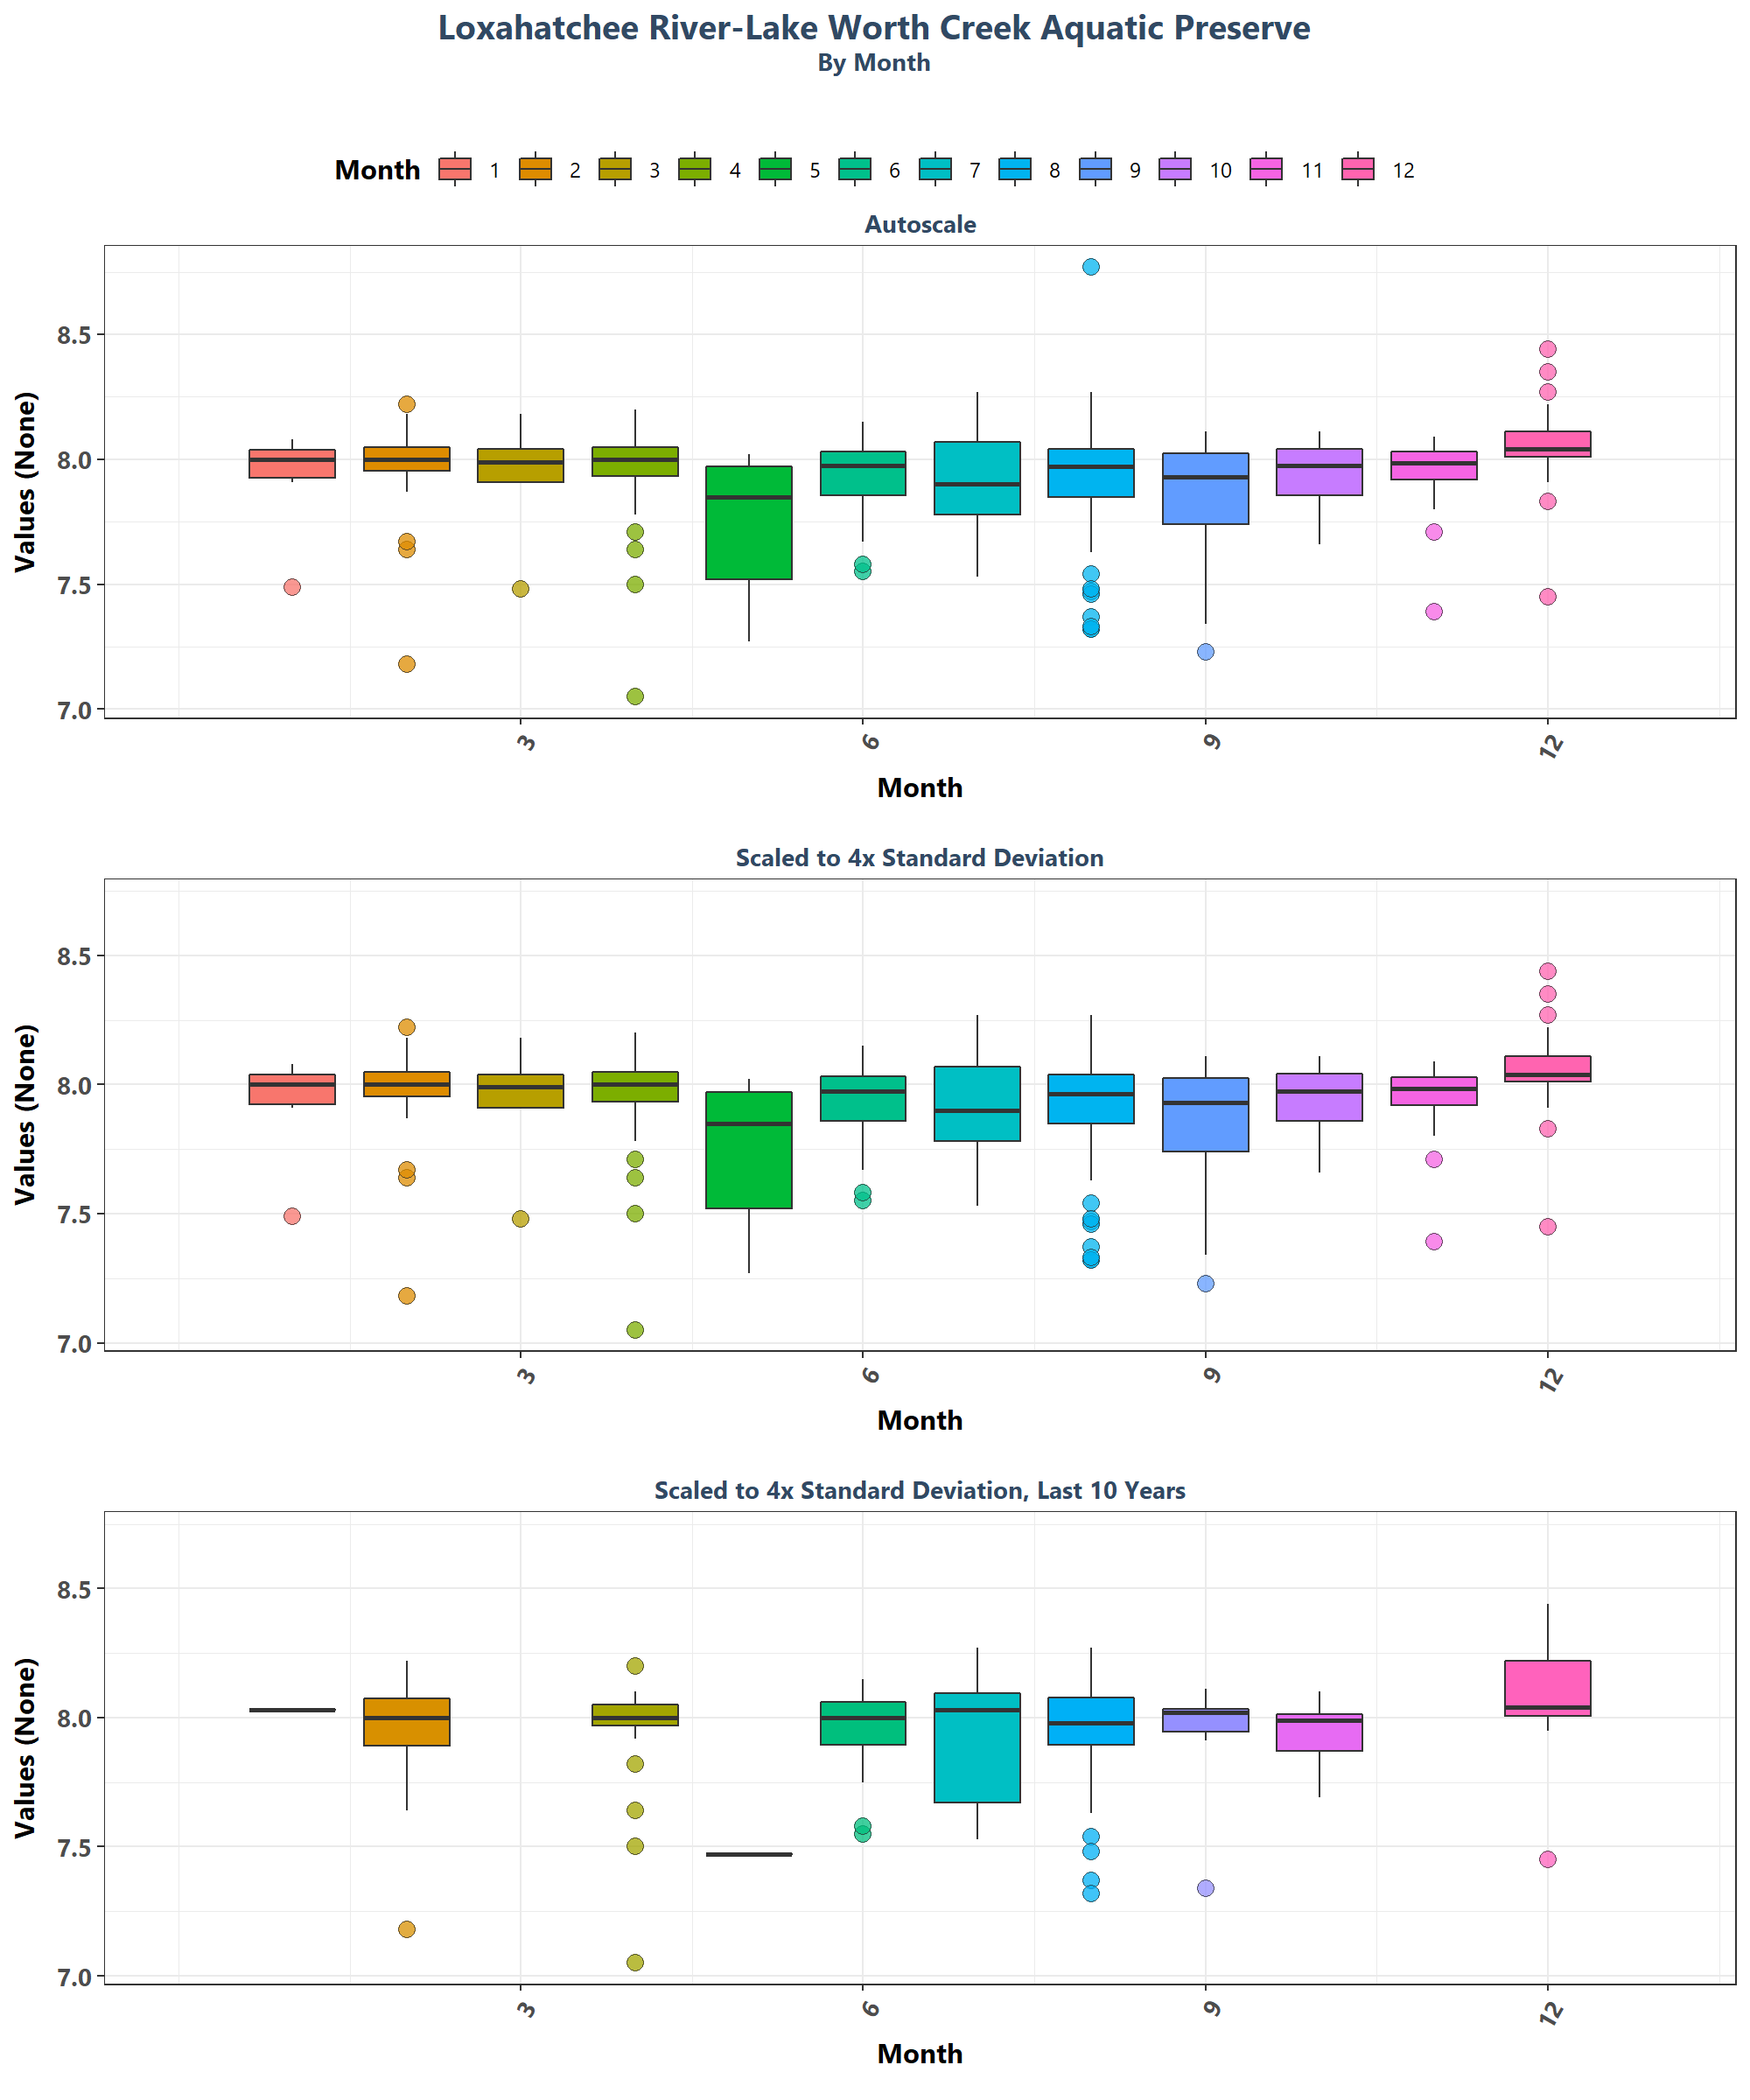 Loxahatchee River-Lake Worth Creek Aquatic Preserve
By Month
Month 1 2 3 4 5 6 7 8 9 10 11 12
Autoscale
Values (None)
8.5
8.0
7.5
7.0
3 6 9 12
Month
Scaled to 4x Standard Deviation
Values (None)
8.5
8.0
7.5
7.0
3 6 9 12
Month
Scaled to 4x Standard Deviation, Last 10 Years
Values (None)
8.5
8.0
7.5
7.0
3 6 9 12
Month